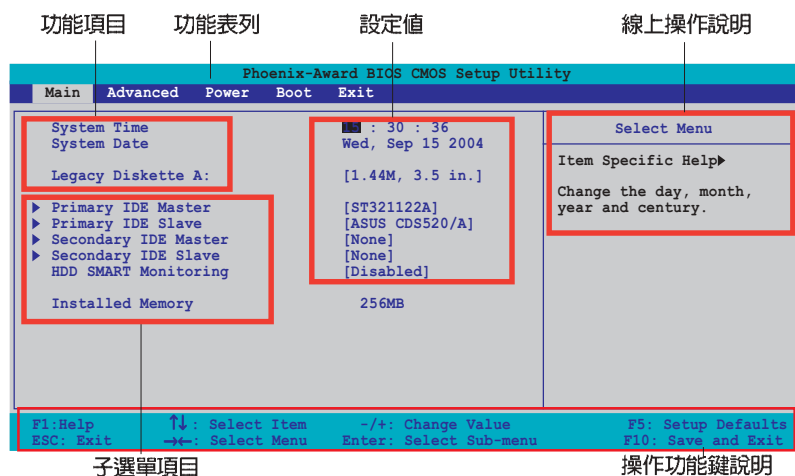 功能項目 功能表列 設定值 線上操作說明
Phoenix-Award BIOS CMOS Setup Utility
Main Advanced Power Boot Exit
System Time 15 : 30 : 36
System Date Wed, Sep 15 2004
Legacy Diskette A: [1.44M, 3.5 in.]
Primary IDE Master [ST321122A]
Primary IDE Slave [ASUS CDS520/A]
Secondary IDE Master [None]
Secondary IDE Slave [None]
HDD SMART Monitoring [Disabled]
Installed Memory 256MB
Select Menu
Item Specific Help
Change the day, month,
year and century.
F1:Help ↑↓: Select Item -/+: Change Value F5: Setup Defaults
ESC: Exit →←: Select Menu Enter: Select Sub-menu F10: Save and Exit
子選單項目 操作功能鍵說明